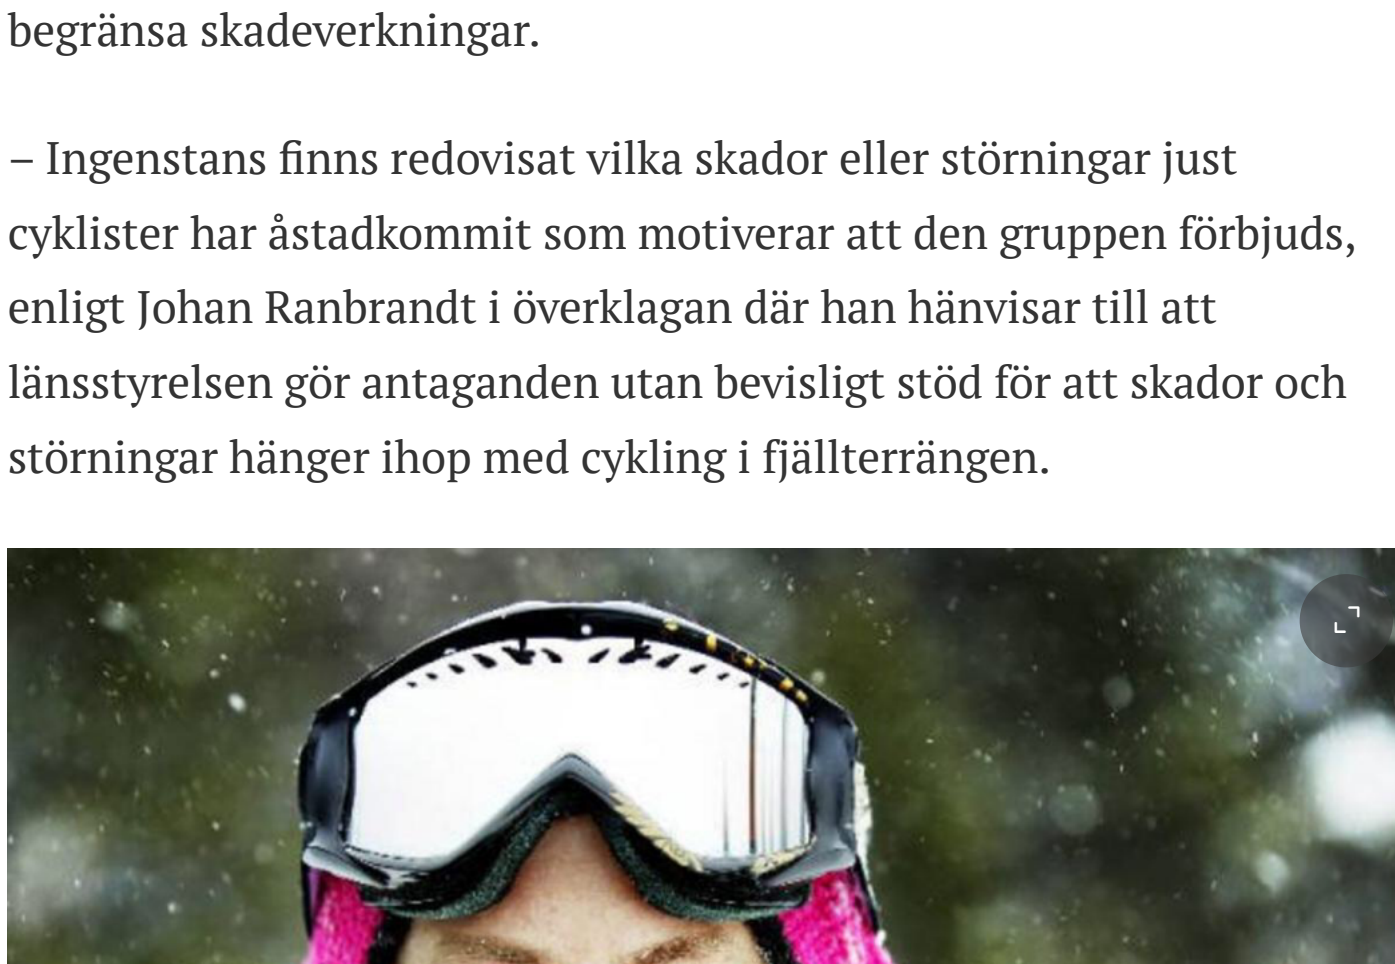 begränsa skadeverkningar.
– Ingenstans finns redovisat vilka skador eller störningar just
cyklister har åstadkommit som motiverar att den gruppen förbjuds,
enligt Johan Ranbrandt i överklagan där han hänvisar till att
länsstyrelsen gör antaganden utan bevisligt stöd för att skador och
störningar hänger ihop med cykling i fjällterrängen.